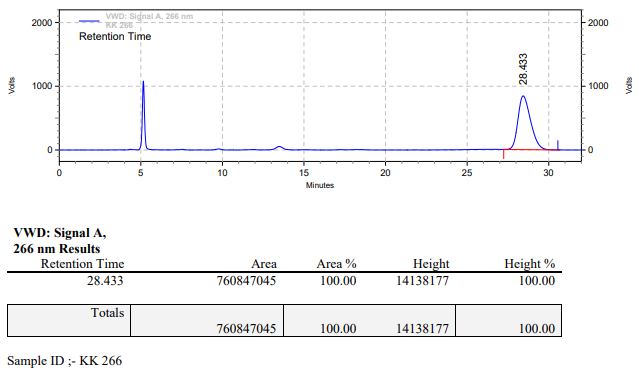 VWD: Signal A, 266 nm
KK 266
Retention Time
2000
1000
0
Volts
28.433
2000
1000
0
Volts
0 5 10 15 20 25 30
Minutes
VWD: Signal A,
266 nm Results
Retention Time Area Area % Height Height %
28.433 760847045 100.00 14138177 100.00
Totals
760847045 100.00 14138177 100.00
Sample ID ;- KK 266